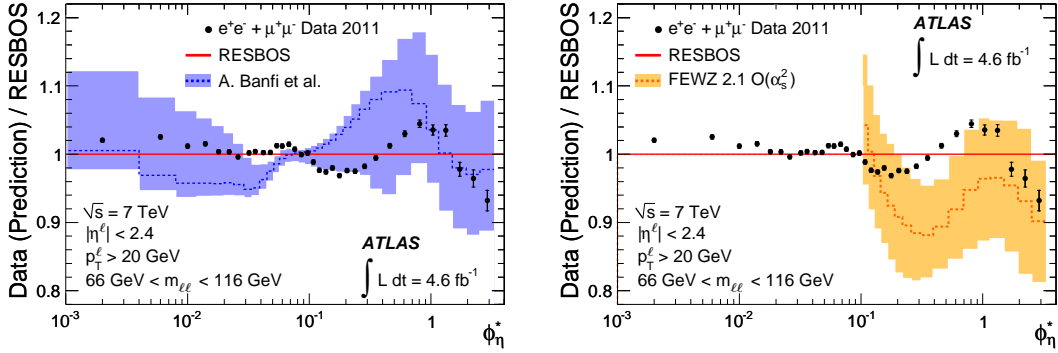 Data (Prediction) / RESBOS
1.2
1.1
1
0.9
0.8
e⁺e⁻ + μ⁺μ⁻ Data 2011
RESBOS
A. Banfi et al.
√s = 7 TeV
|η^ℓ| < 2.4
p_T^ℓ > 20 GeV
66 GeV < m_ℓℓ < 116 GeV
ATLAS
∫ L dt = 4.6 fb⁻¹
10⁻³ 10⁻² 10⁻¹ 1
φ*_η
Data (Prediction) / RESBOS
1.2
1.1
1
0.9
0.8
e⁺e⁻ + μ⁺μ⁻ Data 2011
RESBOS
FEWZ 2.1 O(α_s²)
ATLAS
∫ L dt = 4.6 fb⁻¹
√s = 7 TeV
|η^ℓ| < 2.4
p_T^ℓ > 20 GeV
66 GeV < m_ℓℓ < 116 GeV
10⁻³ 10⁻² 10⁻¹ 1
φ*_η